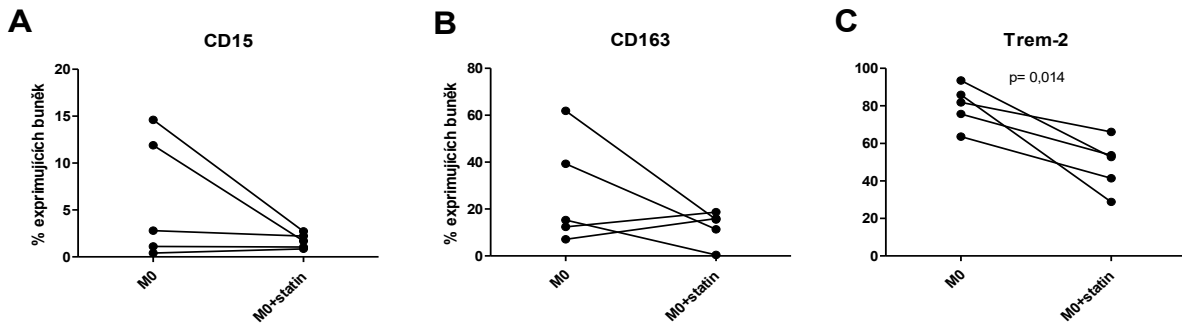 A
CD15
% exprimujících buněk
20
15
10
5
0
M0
M0+statin
B
CD163
% exprimujících buněk
80
60
40
20
0
M0
M0+statin
C
Trem-2
p= 0,014
100
80
60
40
20
0
M0
M0+statin